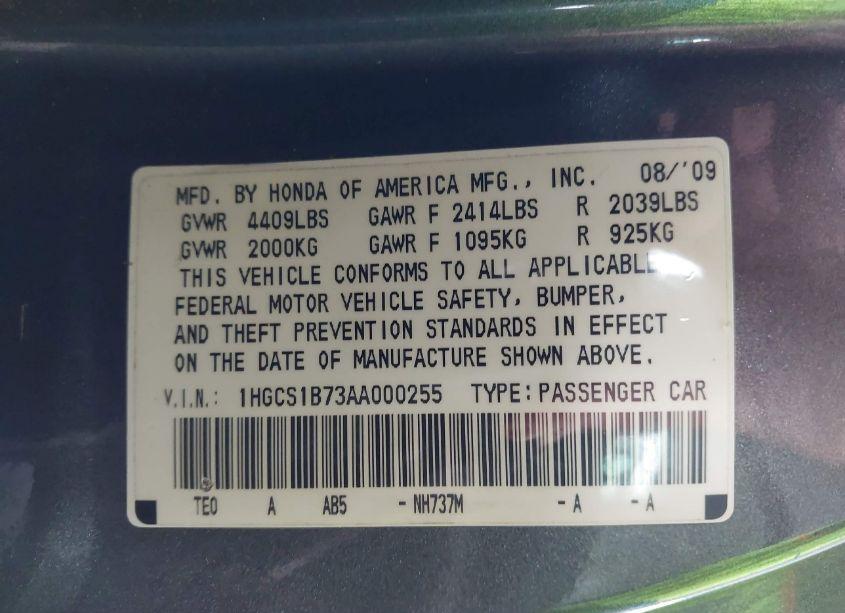 MFD. BY HONDA OF AMERICA MFG., INC. 08/'09
GVWR 4409LBS GAWR F 2414LBS R 2039LBS
GVWR 2000KG GAWR F 1095KG R 925KG
THIS VEHICLE CONFORMS TO ALL APPLICABLE
FEDERAL MOTOR VEHICLE SAFETY, BUMPER,
AND THEFT PREVENTION STANDARDS IN EFFECT
ON THE DATE OF MANUFACTURE SHOWN ABOVE.
V.I.N.: 1HGCS1B73AA000255 TYPE: PASSENGER CAR
TE0 A AB5 - NH737M - A - A